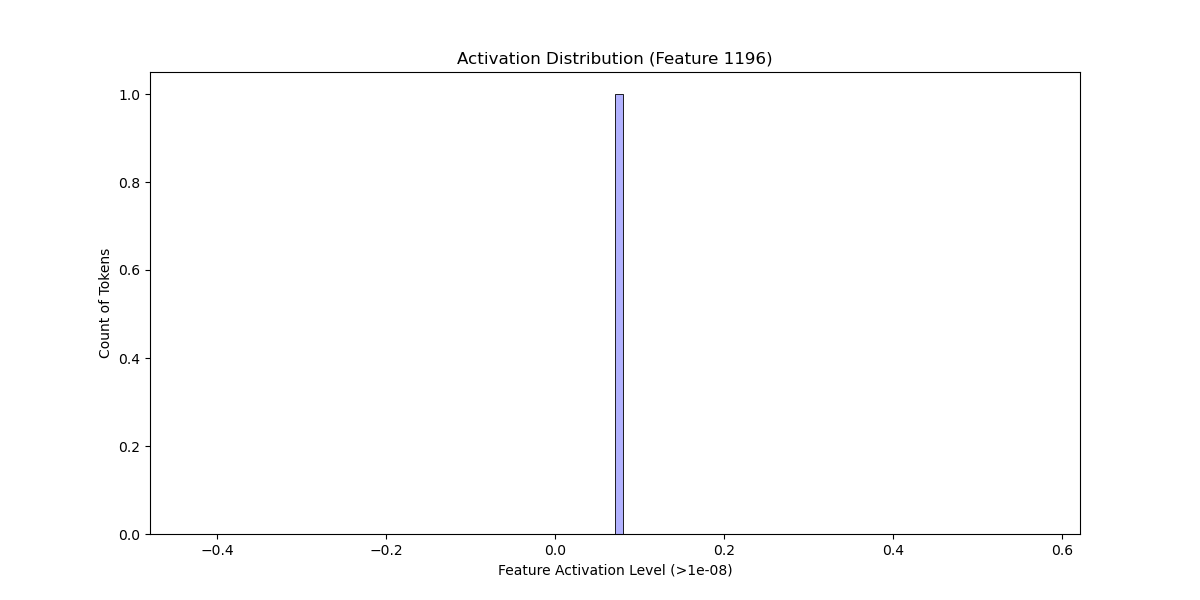 Activation Distribution (Feature 1196)
1.0
0.8
0.6
0.4
0.2
0.0
Count of Tokens
−0.4 −0.2 0.0 0.2 0.4 0.6
Feature Activation Level (>1e-08)